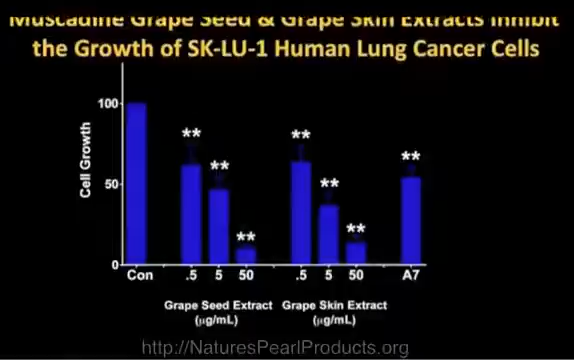 Muscadine Grape Seed & Grape Skin Extracts Inhibit
the Growth of SK-LU-1 Human Lung Cancer Cells
Cell Growth
100
50
0
** ** ** ** ** ** **
Con .5 5 50 .5 5 50 A7
Grape Seed Extract Grape Skin Extract
(µg/mL) (µg/mL)
http://NaturesPearlProducts.org